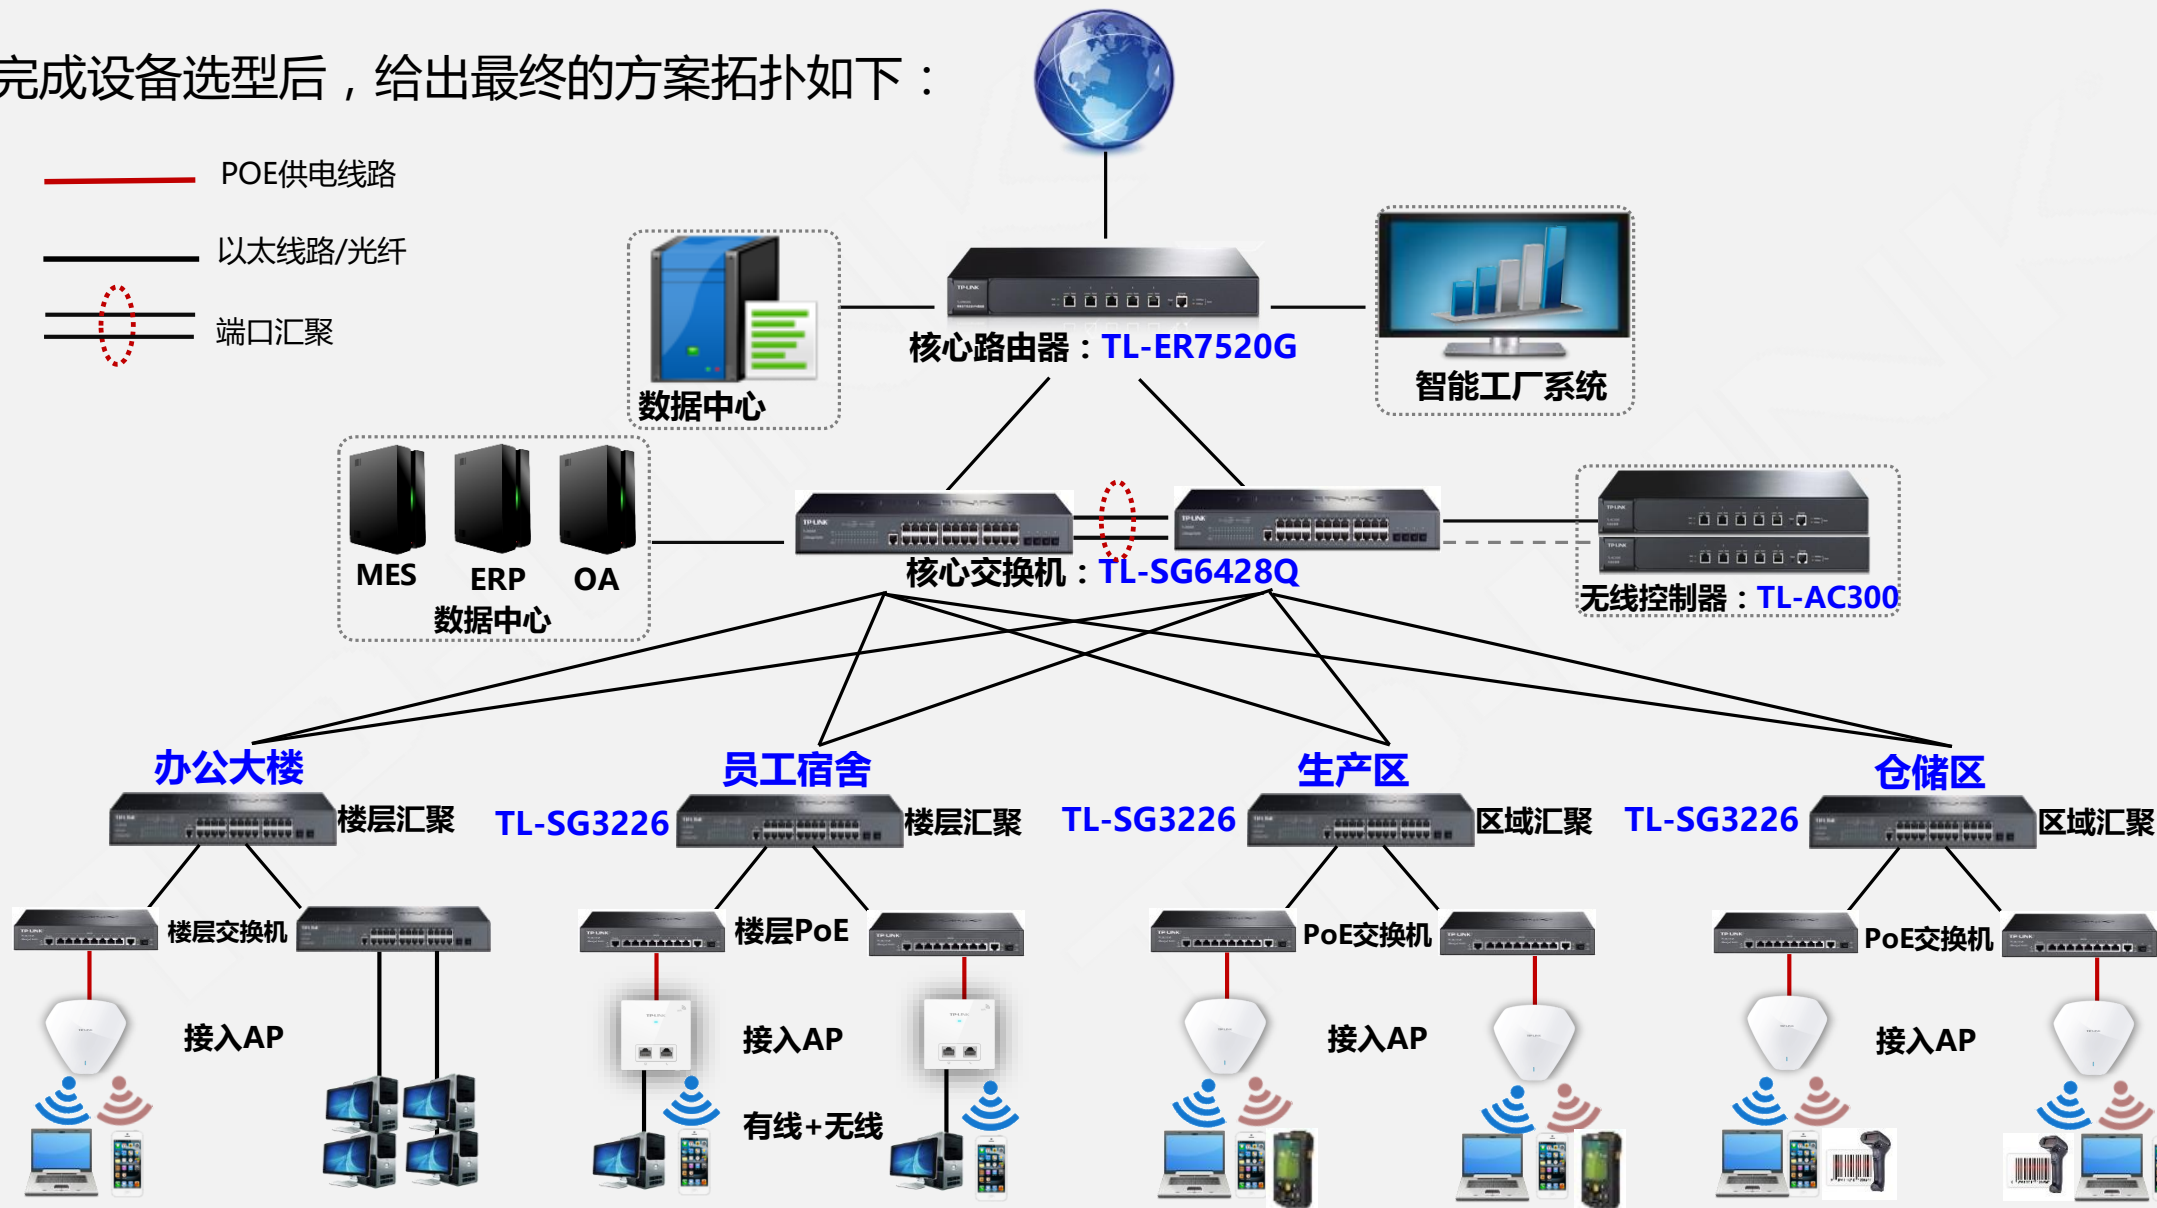 完成设备选型后，给出最终的方案拓扑如下：
POE供电线路
以太线路/光纤
端口汇聚
核心路由器：TL-ER7520G
数据中心
智能工厂系统
MES
ERP
OA
数据中心
核心交换机：TL-SG6428Q
无线控制器：TL-AC300
办公大楼
员工宿舍
生产区
仓储区
楼层汇聚
TL-SG3226
楼层汇聚
TL-SG3226
区域汇聚
TL-SG3226
区域汇聚
楼层交换机
楼层PoE
PoE交换机
PoE交换机
接入AP
接入AP
接入AP
接入AP
有线+无线